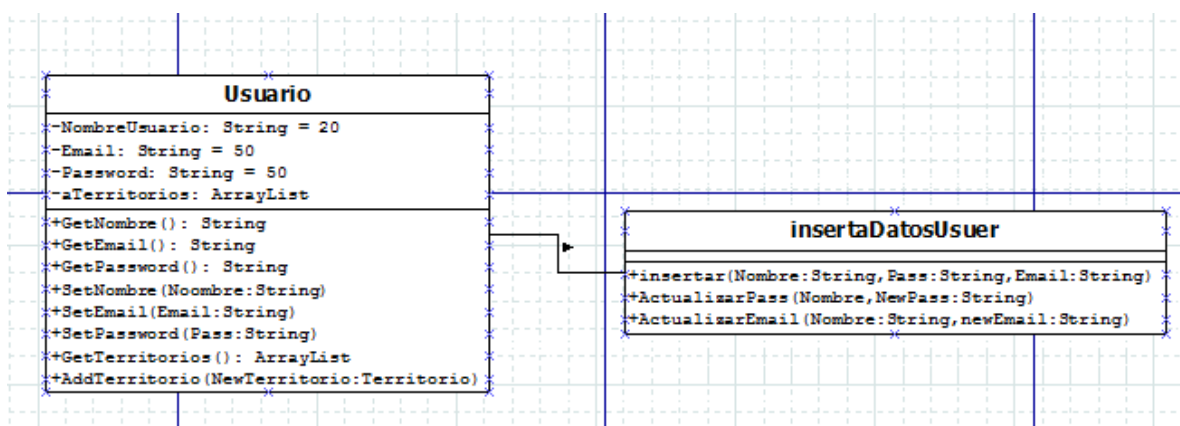 Usuario
-NombreUsuario: String = 20
-Email: String = 50
-Password: String = 50
-aTerritorios: ArrayList
+GetNombre(): String
+GetEmail(): String
+GetPassword(): String
+SetNombre(Noombre:String)
+SetEmail(Email:String)
+SetPassword(Pass:String)
+GetTerritorios(): ArrayList
+AddTerritorio(NewTerritorio:Territorio)
insertaDatosUsuer
+insertar(Nombre:String,Pass:String,Email:String)
+ActualizarPass(Nombre,NewPass:String)
+ActualizarEmail(Nombre:String,newEmail:String)